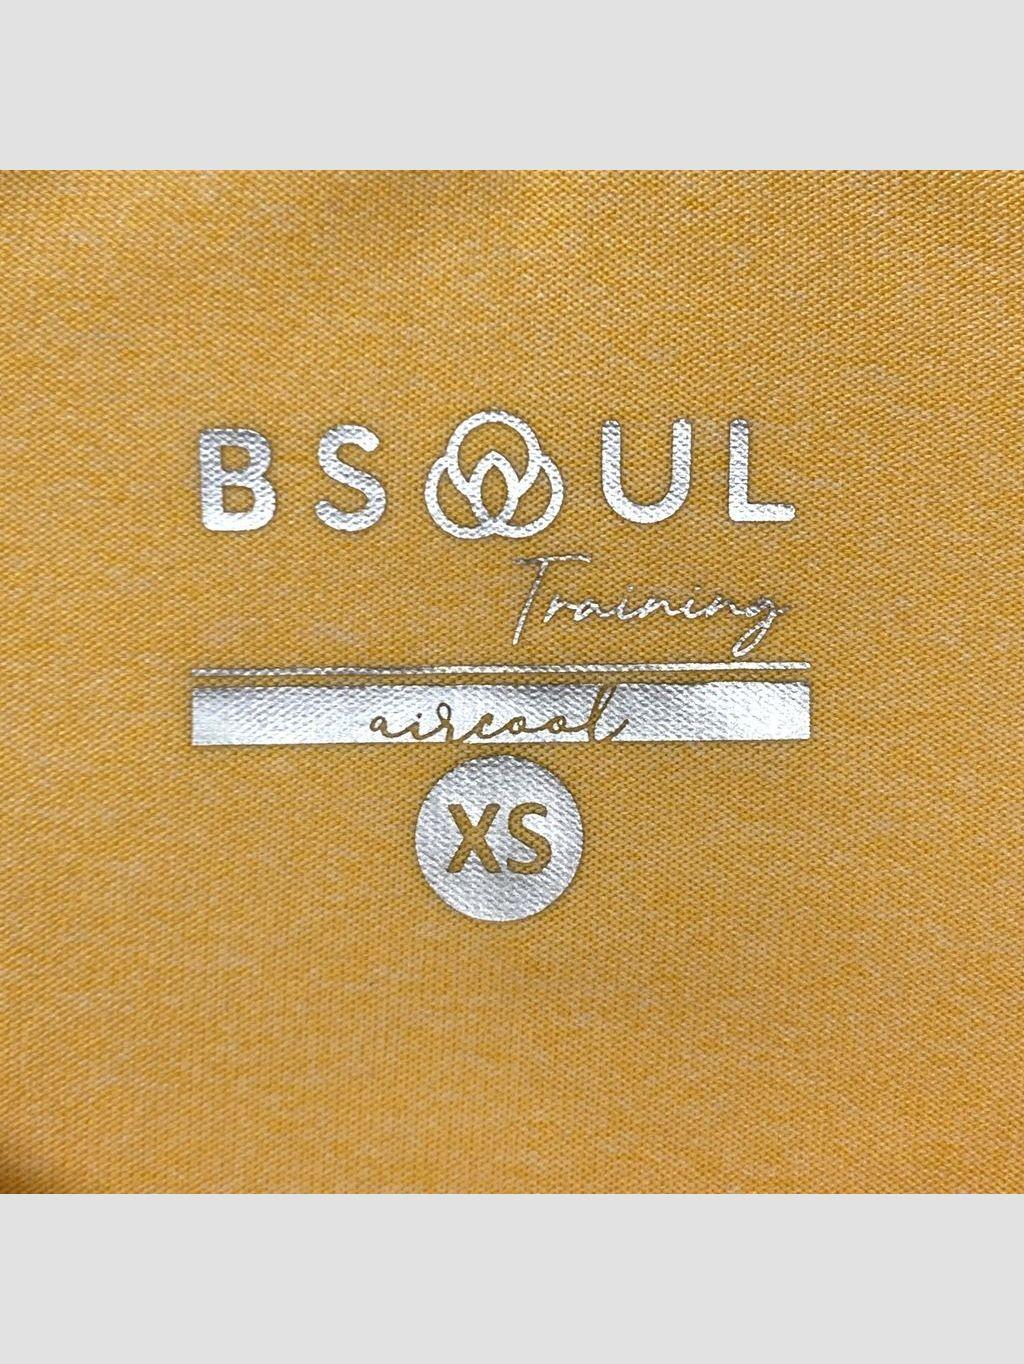 BSOUL
Training
aircool
XS